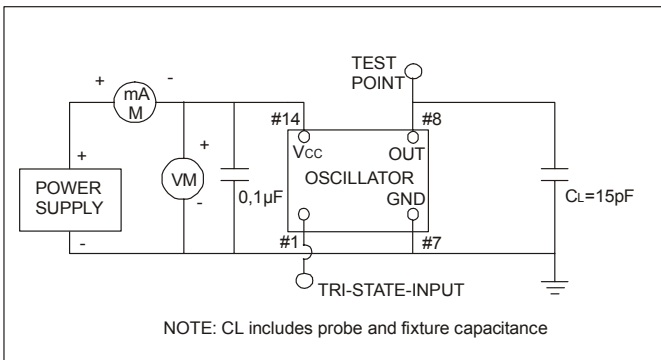 TEST
POINT
+ -
mA
M
#14 #8
+
VCC OUT
+
OSCILLATOR
POWER
SUPPLY
VM
0,1µF
CL=15pF
GND
-
- #1 #7
TRI-STATE-INPUT
NOTE: CL includes probe and fixture capacitance